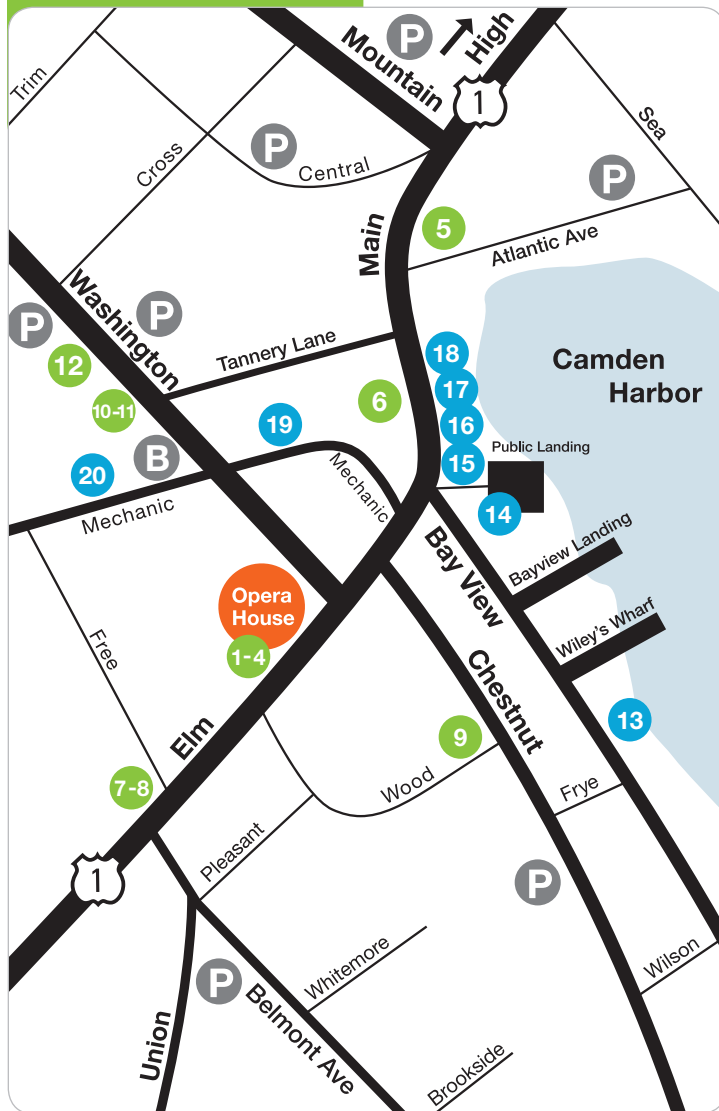 Mountain
P
High
1
Trim
Cross
P
Central
Sea
P
Main
5
Atlantic Ave
Washington
P
P
12
10-11
Tannery Lane
18
17
16
15
Camden
Harbor
6
19
20
B
Mechanic
Mechanic
Public Landing
14
Bay View
Bayview Landing
Wiley's Wharf
Opera
House
1-4
Free
Elm
Chestnut
13
9
Wood
Frye
7-8
Pleasant
1
P
Whitemore
Wilson
P
Belmont Ave
Union
Brookside